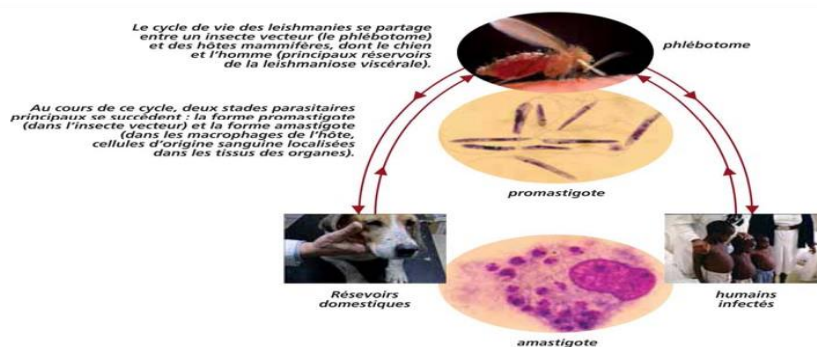 Le cycle de vie des leishmanies se partage
entre un insecte vecteur (le phlébotome)
et des hôtes mammifères, dont le chien
et l'homme (principaux réservoirs
de la leishmaniose viscérale).
phlébotome
Au cours de ce cycle, deux stades parasitaires
principaux se succèdent : la forme promastigote
(dans l'insecte vecteur) et la forme amastigote
(dans les macrophages de l'hôte,
cellules d'origine sanguine localisées
dans les tissus des organes).
promastigote
Résevoirs
domestiques
humains
infectés
amastigote